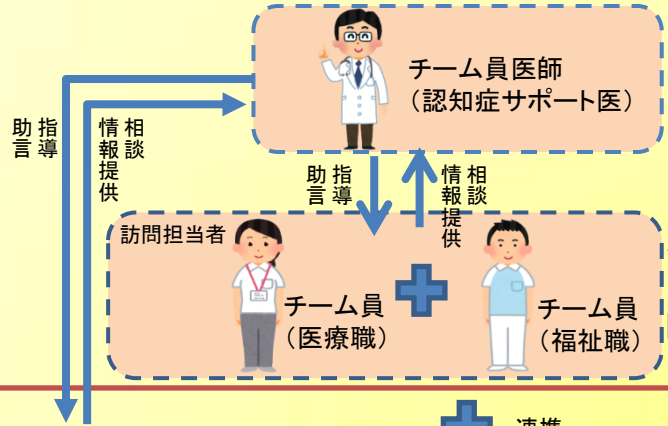 チーム員医師
（認知症サポート医）
指導
助言
相談
情報提供
指導
助言
相談
情報提供
訪問担当者
チーム員
（医療職）
チーム員
（福祉職）
連携